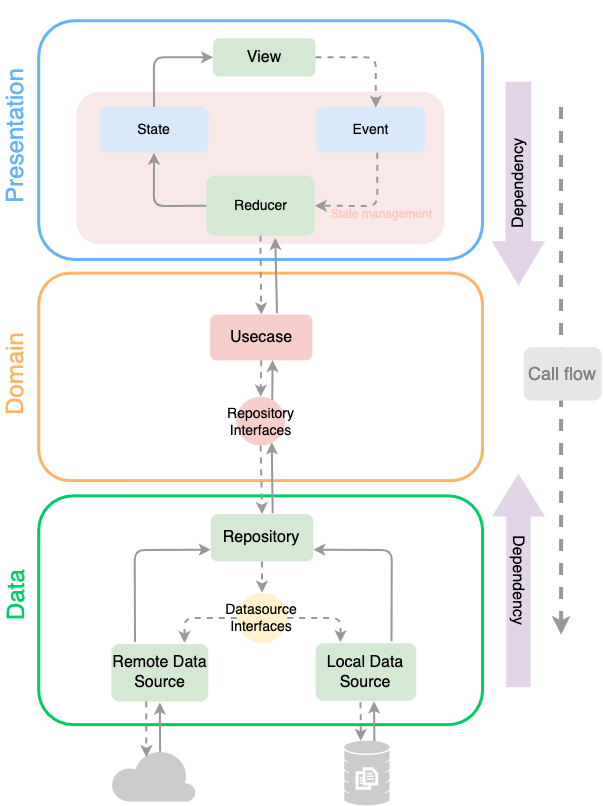 Presentation
View
State
Event
Reducer
State management
Dependency
Domain
Usecase
Repository
Interfaces
Call flow
Data
Repository
Datasource
Interfaces
Remote Data
Source
Local Data
Source
Dependency